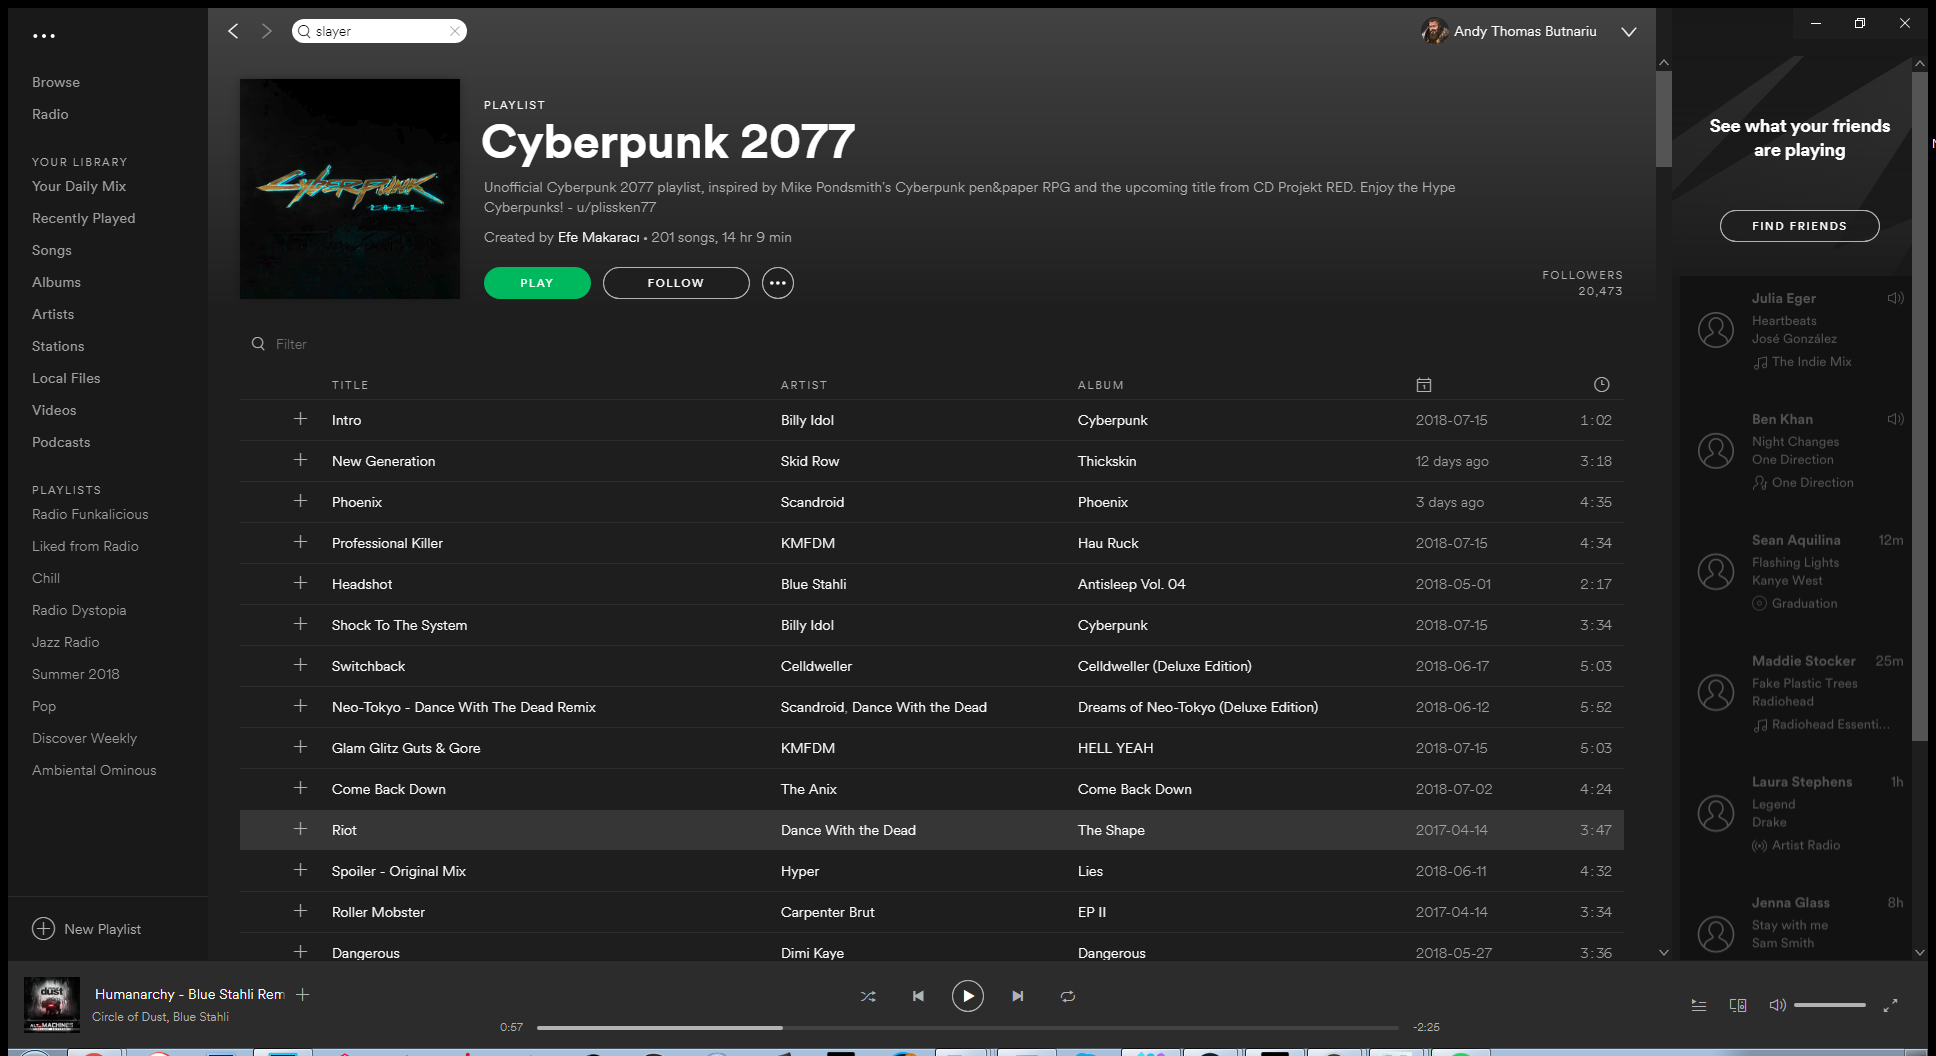 slayer
Andy Thomas Butnariu
Browse
Radio
YOUR LIBRARY
Your Daily Mix
Recently Played
Songs
Albums
Artists
Stations
Local Files
Videos
Podcasts
PLAYLISTS
Radio Funkalicious
Liked from Radio
Chill
Radio Dystopia
Jazz Radio
Summer 2018
Pop
Discover Weekly
Ambiental Ominous
New Playlist
CYBERPUNK
2077
PLAYLIST
Cyberpunk 2077
Unofficial Cyberpunk 2077 playlist, inspired by Mike Pondsmith's Cyberpunk pen&paper RPG and the upcoming title from CD Projekt RED. Enjoy the Hype
Cyberpunks! - u/plissken77
Created by Efe Makaracı • 201 songs, 14 hr 9 min
PLAY FOLLOW
FOLLOWERS
20,473
Filter
TITLE ARTIST ALBUM
Intro Billy Idol Cyberpunk 2018-07-15 1:02
New Generation Skid Row Thickskin 12 days ago 3:18
Phoenix Scandroid Phoenix 3 days ago 4:35
Professional Killer KMFDM Hau Ruck 2018-07-15 4:34
Headshot Blue Stahli Antisleep Vol. 04 2018-05-01 2:17
Shock To The System Billy Idol Cyberpunk 2018-07-15 3:34
Switchback Celldweller Celldweller (Deluxe Edition) 2018-06-17 5:03
Neo-Tokyo - Dance With The Dead Remix Scandroid, Dance With the Dead Dreams of Neo-Tokyo (Deluxe Edition) 2018-06-12 5:52
Glam Glitz Guts & Gore KMFDM HELL YEAH 2018-07-15 5:03
Come Back Down The Anix Come Back Down 2018-07-02 4:24
Riot Dance With the Dead The Shape 2017-04-14 3:47
Spoiler - Original Mix Hyper Lies 2018-06-11 4:32
Roller Mobster Carpenter Brut EP II 2017-04-14 3:34
Dangerous Dimi Kaye Dangerous 2018-05-27 3:36
See what your friends
are playing
FIND FRIENDS
Julia Eger
Heartbeats
José González
The Indie Mix
Ben Khan
Night Changes
One Direction
One Direction
Sean Aquilina 12m
Flashing Lights
Kanye West
Graduation
Maddie Stocker 25m
Fake Plastic Trees
Radiohead
Radiohead Essenti...
Laura Stephens 1h
Legend
Drake
Artist Radio
Jenna Glass 8h
Stay with me
Sam Smith
dust
Humanarchy - Blue Stahli Rem
Circle of Dust, Blue Stahli
0:57 -2:25